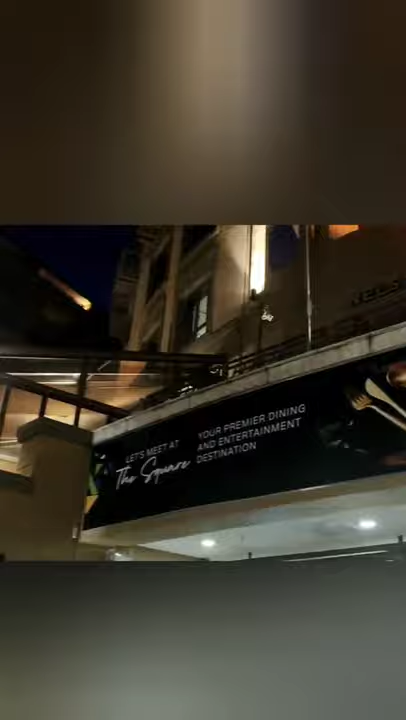 LET'S MEET AT
The Square
YOUR PREMIER DINING
AND ENTERTAINMENT
DESTINATION